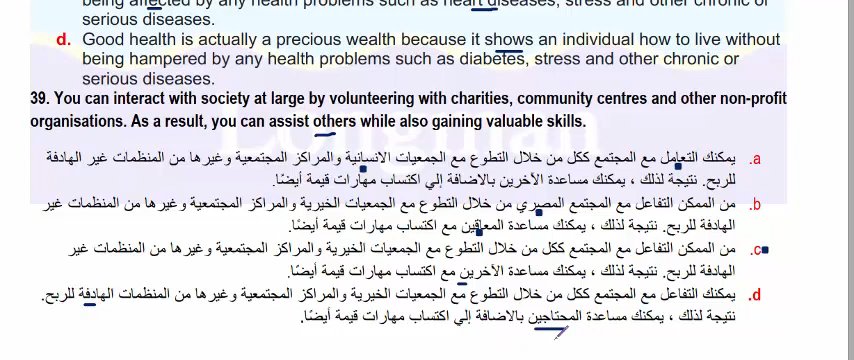 being affected by any health problems such as heart diseases, stress and other chronic or
serious diseases.
d. Good health is actually a precious wealth because it shows an individual how to live without
being hampered by any health problems such as diabetes, stress and other chronic or
serious diseases.
39. You can interact with society at large by volunteering with charities, community centres and other non-profit
organisations. As a result, you can assist others while also gaining valuable skills.
a. يمكنك التعامل مع المجتمع ككل من خلال التطوع مع الجمعيات الانسانية والمراكز المجتمعية وغيرها من المنظمات غير الهادفة
للربح. نتيجة لذلك ، يمكنك مساعدة الآخرين بالاضافة إلي اكتساب مهارات قيمة أيضًا.
b. من الممكن التفاعل مع المجتمع المصري من خلال التطوع مع الجمعيات الخيرية والمراكز المجتمعية وغيرها من المنظمات غير
الهادفة للربح. نتيجة لذلك ، يمكنك مساعدة المعاقين مع اكتساب مهارات قيمة أيضًا.
c. من الممكن التفاعل مع المجتمع ككل من خلال التطوع مع الجمعيات الخيرية والمراكز المجتمعية وغيرها من المنظمات غير
الهادفة للربح. نتيجة لذلك ، يمكنك مساعدة الآخرين مع اكتساب مهارات قيمة أيضًا.
d. يمكنك التفاعل مع المجتمع ككل من خلال التطوع مع الجمعيات الخيرية والمراكز المجتمعية وغيرها من المنظمات الهادفة للربح.
نتيجة لذلك ، يمكنك مساعدة المحتاجين بالاضافة إلي اكتساب مهارات قيمة أيضًا.